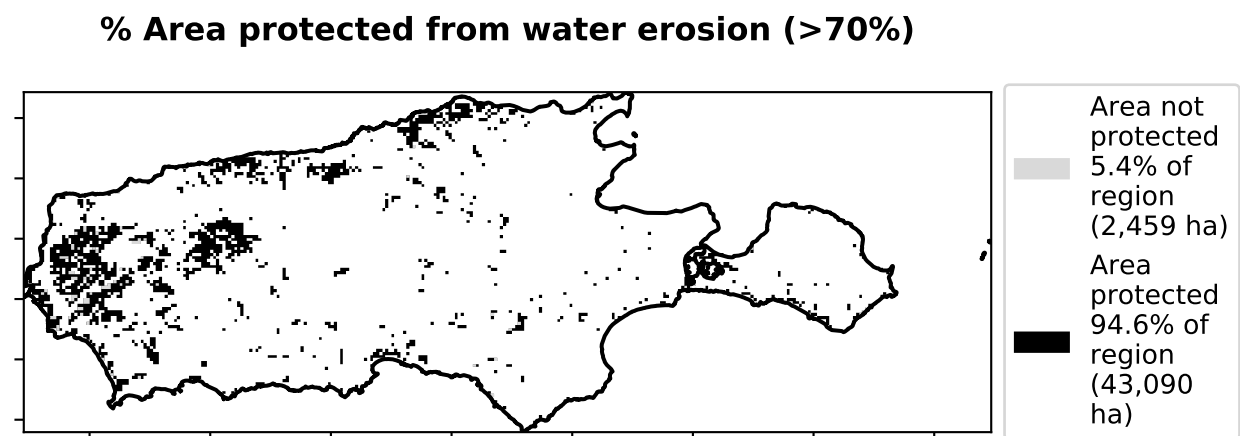 % Area protected from water erosion (>70%)
Area not
protected
5.4% of
region
(2,459 ha)
Area
protected
94.6% of
region
(43,090
ha)